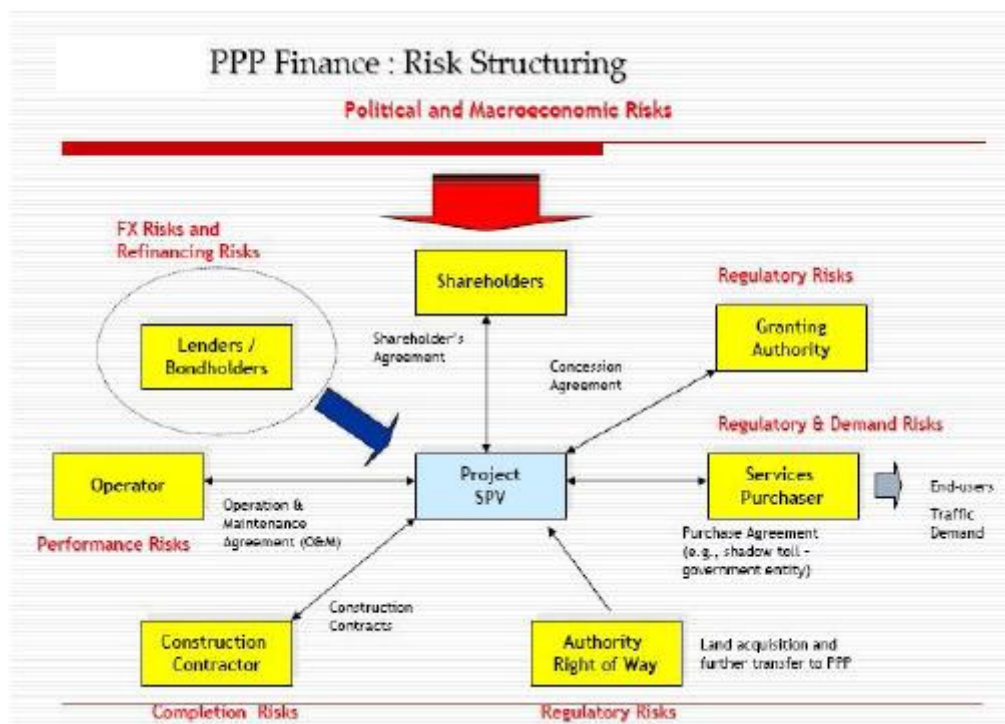 PPP Finance : Risk Structuring
Political and Macroeconomic Risks
FX Risks and
Refinancing Risks
Shareholders
Regulatory Risks
Lenders /
Bondholders
Shareholder's
Agreement
Granting
Authority
Concession
Agreement
Regulatory & Demand Risks
Operator
Project
SPV
Services
Purchaser
End-users
Traffic
Demand
Operation &
Maintenance
Agreement (O&M)
Performance Risks
Purchase Agreement
(e.g., shadow toll -
government entity)
Construction
Contracts
Construction
Contractor
Authority
Right of Way
Land acquisition and
further transfer to PPP
Completion Risks
Regulatory Risks